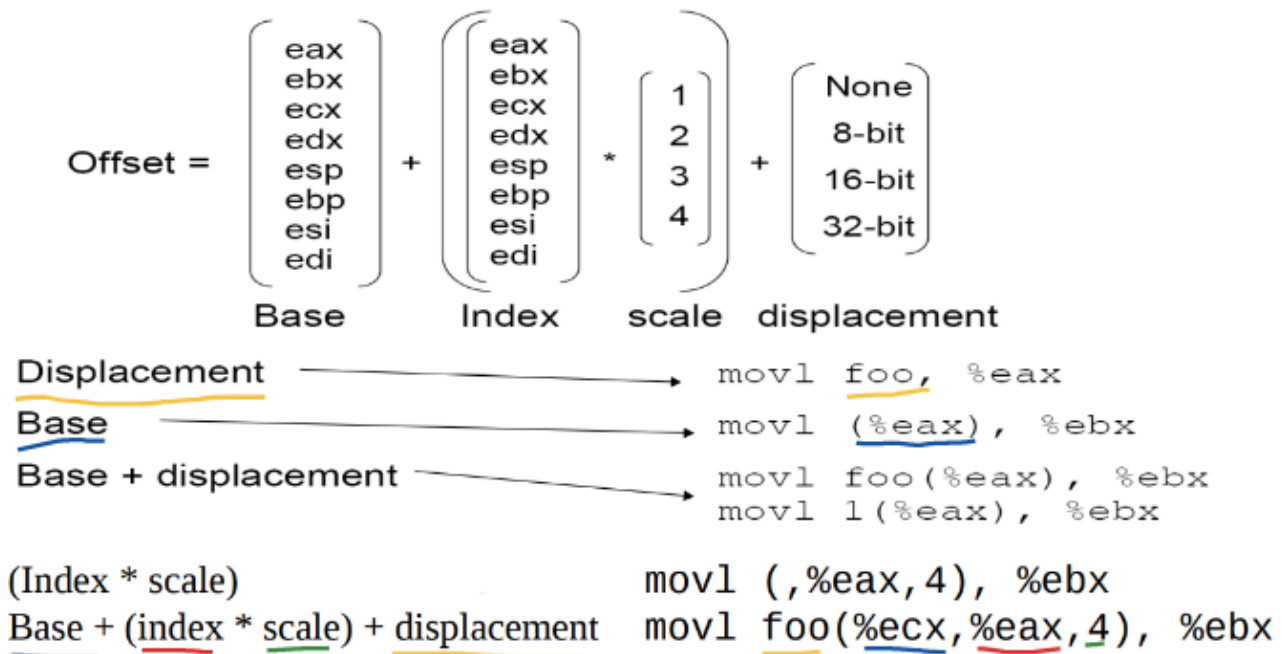 eax eax
ebx ebx 1 None
ecx ecx
edx edx 2 8-bit
Offset = esp + esp * 3 + 16-bit
ebp ebp
esi esi 4 32-bit
edi edi
Base Index scale displacement
Displacement movl foo, %eax
Base movl (%eax), %ebx
Base + displacement movl foo(%eax), %ebx
movl 1(%eax), %ebx
(Index * scale) movl (,%eax,4), %ebx
Base + (index * scale) + displacement movl foo(%ecx,%eax,4), %ebx